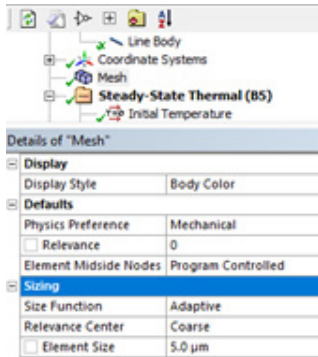 Line Body
Coordinate Systems
Mesh
Steady-State Thermal (B5)
Initial Temperature
Details of "Mesh"
Display
Display Style Body Color
Defaults
Physics Preference Mechanical
Relevance 0
Element Midside Nodes Program Controlled
Sizing
Size Function Adaptive
Relevance Center Coarse
Element Size 5.0 µm